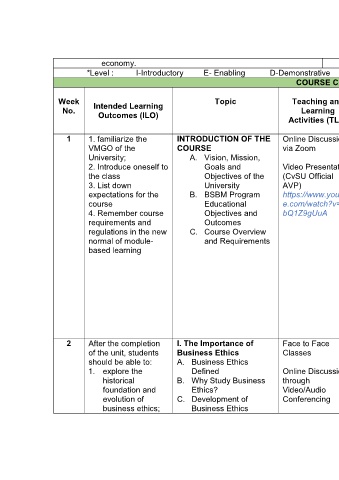 economy.
*Level : I-Introductory E- Enabling D-Demonstrative
COURSE C
Week
No.
Intended Learning
Outcomes (ILO)
Topic
Teaching an
Learning
Activities (TL
1
1. familiarize the
VMGO of the
University;
2. Introduce oneself to
the class
3. List down
expectations for the
course
4. Remember course
requirements and
regulations in the new
normal of module-
based learning
INTRODUCTION OF THE
COURSE
A. Vision, Mission,
Goals and
Objectives of the
University
B. BSBM Program
Educational
Objectives and
Outcomes
C. Course Overview
and Requirements
Online Discussi
via Zoom
Video Presentat
(CvSU Official
AVP)
https://www.you
e.com/watch?v=
bQ1Z9gUuA
2
After the completion
of the unit, students
should be able to:
1. explore the
historical
foundation and
evolution of
business ethics;
I. The Importance of
Business Ethics
A. Business Ethics
Defined
B. Why Study Business
Ethics?
C. Development of
Business Ethics
Face to Face
Classes
Online Discussi
through
Video/Audio
Conferencing